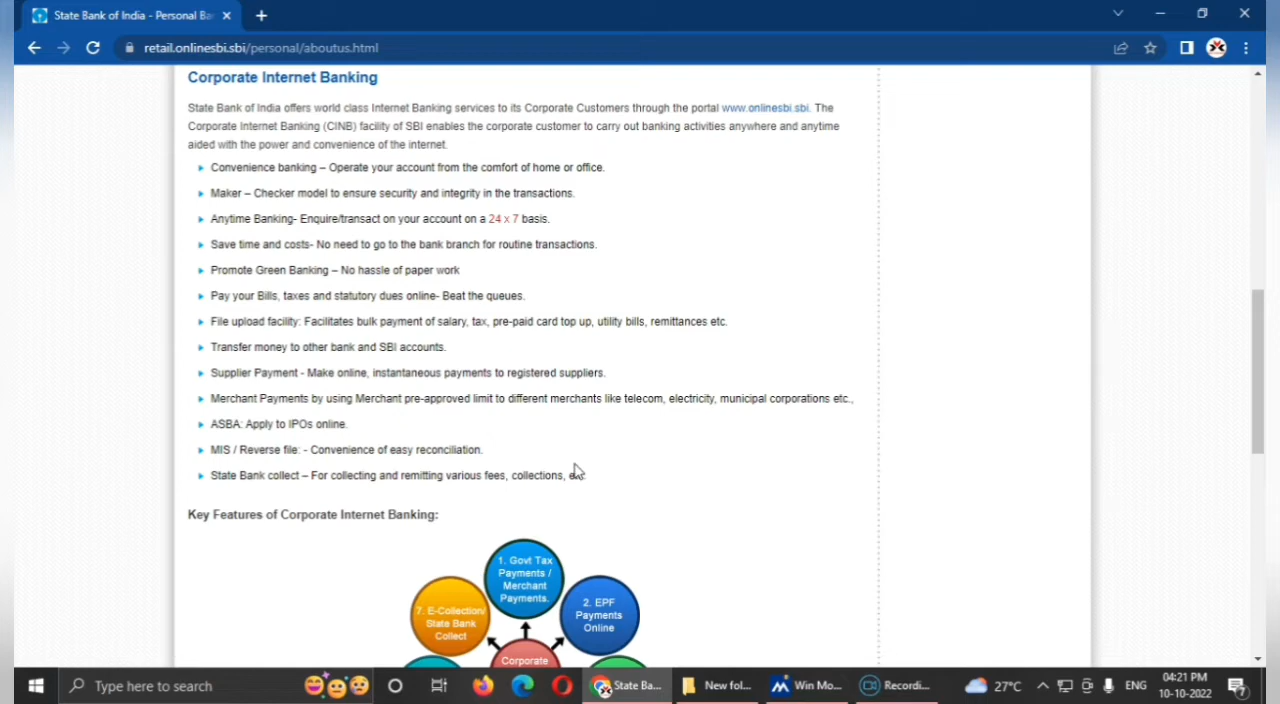 State Bank of India - Personal Ba
retail.onlinesbi.sbi/personal/aboutus.html
Corporate Internet Banking
State Bank of India offers world class Internet Banking services to its Corporate Customers through the portal www.onlinesbi.sbi. The
Corporate Internet Banking (CINB) facility of SBI enables the corporate customer to carry out banking activities anywhere and anytime
aided with the power and convenience of the internet.
Convenience banking – Operate your account from the comfort of home or office.
Maker – Checker model to ensure security and integrity in the transactions.
Anytime Banking- Enquire/transact on your account on a 24 x 7 basis.
Save time and costs- No need to go to the bank branch for routine transactions.
Promote Green Banking – No hassle of paper work
Pay your Bills, taxes and statutory dues online- Beat the queues.
File upload facility: Facilitates bulk payment of salary, tax, pre-paid card top up, utility bills, remittances etc.
Transfer money to other bank and SBI accounts.
Supplier Payment - Make online, instantaneous payments to registered suppliers.
Merchant Payments by using Merchant pre-approved limit to different merchants like telecom, electricity, municipal corporations etc.,
ASBA: Apply to IPOs online.
MIS / Reverse file: - Convenience of easy reconciliation.
State Bank collect – For collecting and remitting various fees, collections,
Key Features of Corporate Internet Banking:
1. Govt Tax
Payments /
Merchant
Payments.
2. EPF
Payments
Online
7. E-Collection/
State Bank
Collect
Corporate
Type here to search
State Ba...
New fol...
Win Mo...
Recordi...
27°C
ENG
04:21 PM
10-10-2022
7